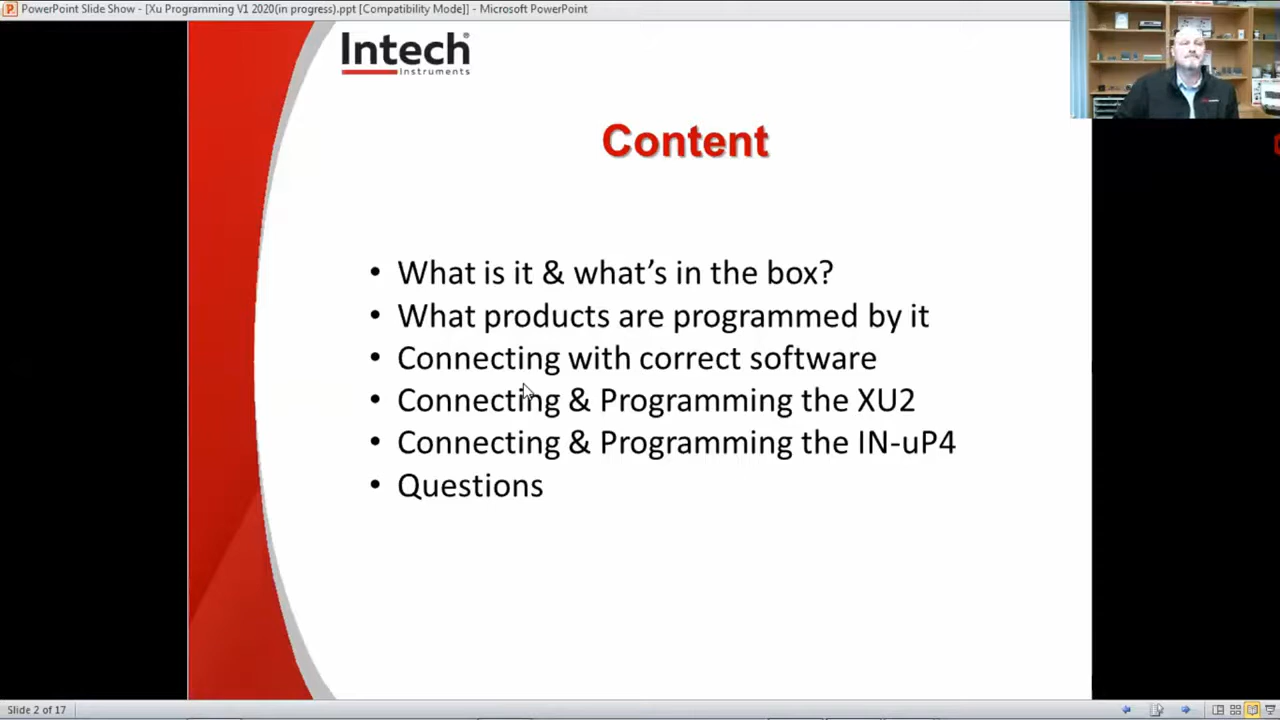 PowerPoint Slide Show - [Xu Programming V1 2020(in progress).ppt [Compatibility Mode]] - Microsoft PowerPoint
Intech®
Instruments
Content
• What is it & what's in the box?
• What products are programmed by it
• Connecting with correct software
• Connecting & Programming the XU2
• Connecting & Programming the IN-uP4
• Questions
Slide 2 of 17